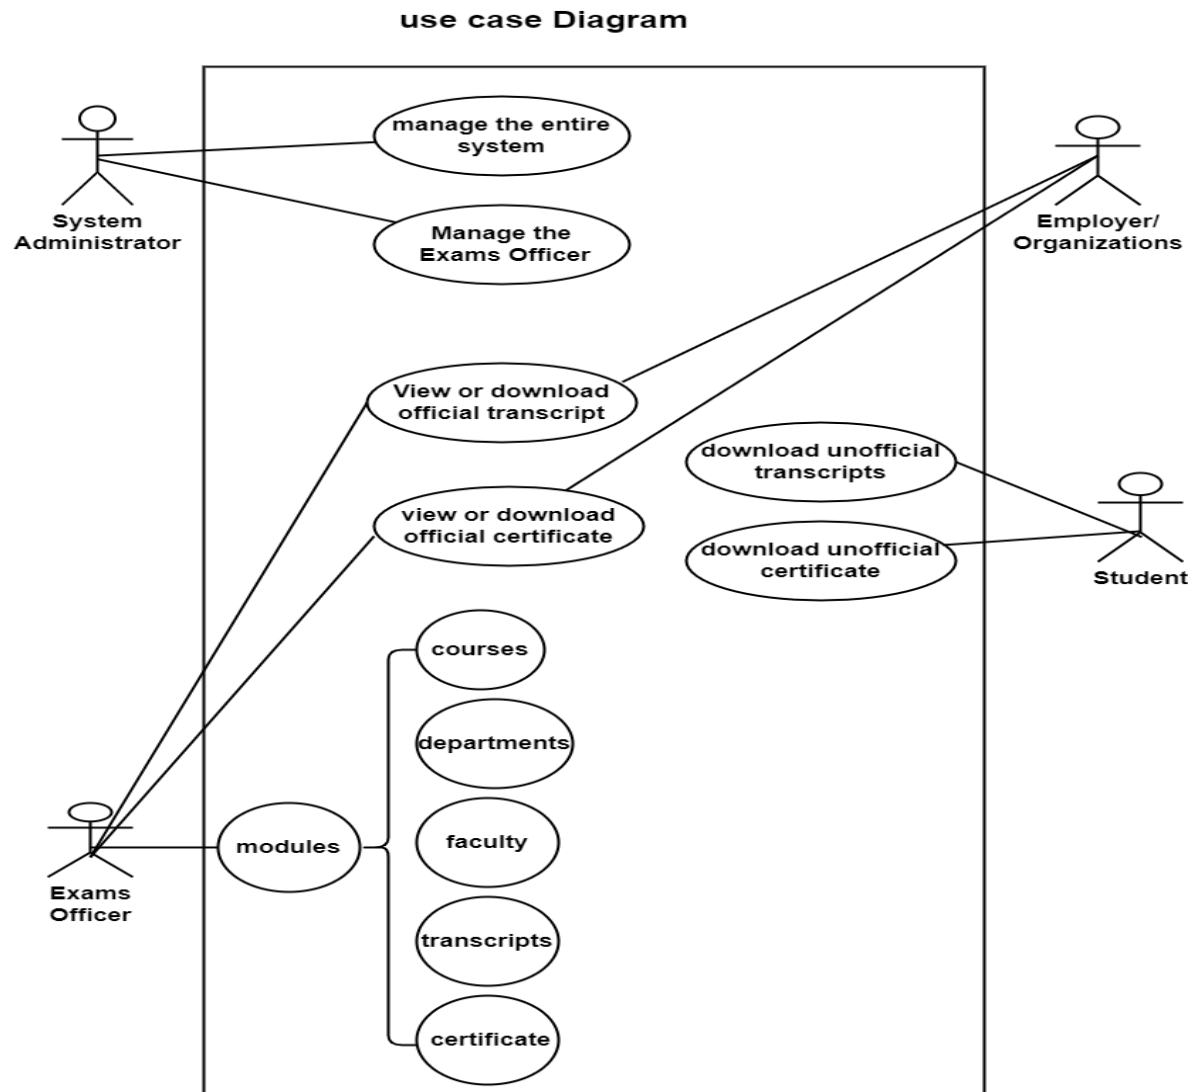 use case Diagram
manage the entire
system
System
Administrator
Manage the
Exams Officer
Employer/
Organizations
View or download
official transcript
download unofficial
transcripts
view or download
official certificate
download unofficial
certificate
Student
courses
departments
modules
faculty
Exams
Officer
transcripts
certificate